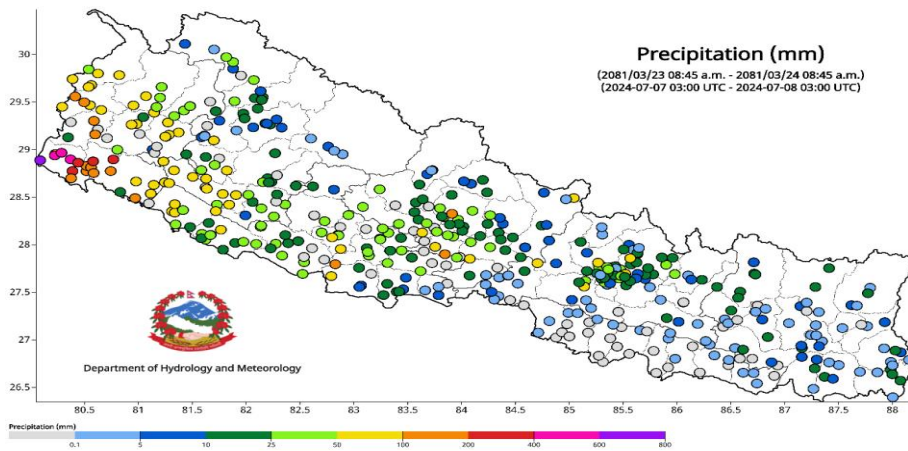 Precipitation (mm)
(2081/03/23 08:45 a.m. - 2081/03/24 08:45 a.m.)
(2024-07-07 03:00 UTC - 2024-07-08 03:00 UTC)
30
29.5
29
28.5
28
27.5
27
26.5
Department of Hydrology and Meteorology
80.5 81 81.5 82 82.5 83 83.5 84 84.5 85 85.5 86 86.5 87 87.5 88
Precipitation (mm)
0.1 5 10 25 50 100 200 400 600 800